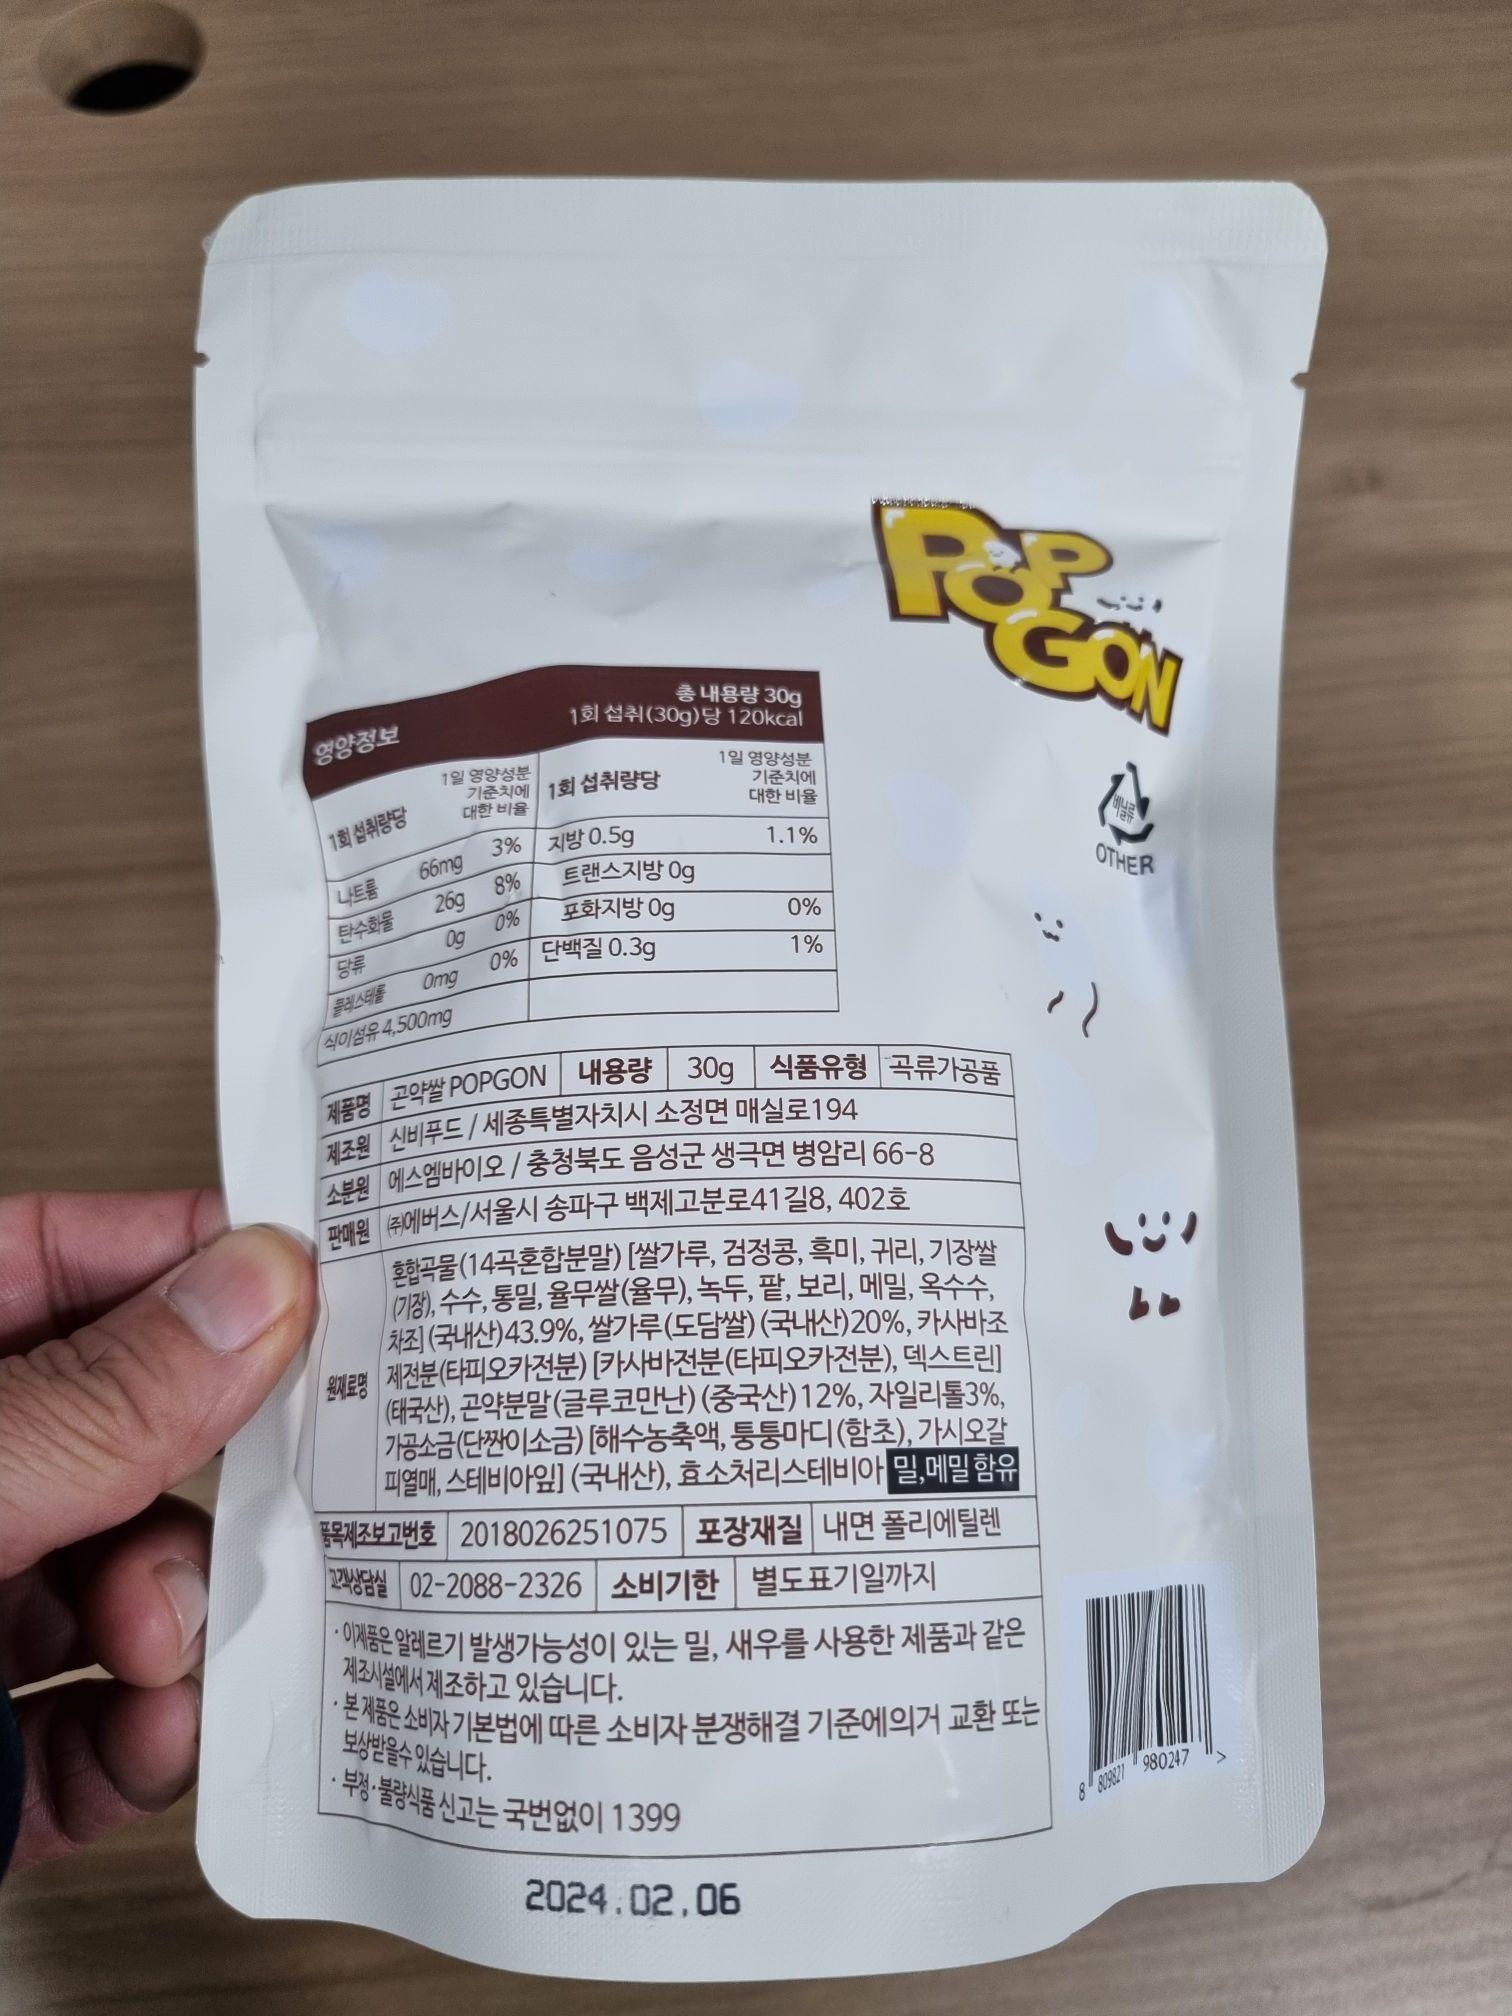 POP
GON
영양정보
총 내용량 30g
1회 섭취(30g)당 120kcal
1회 섭취량당 1일 영양성분 기준치에 대한 비율
1회 섭취량당 1일 영양성분 기준치에 대한 비율
나트륨 66mg 3%
탄수화물 26g 8%
당류 0g 0%
콜레스테롤 0mg 0%
식이섬유 4,500mg
지방 0.5g 1.1%
트랜스지방 0g
포화지방 0g 0%
단백질 0.3g 1%
비닐류
OTHER
제품명 곤약쌀 POPGON 내용량 30g 식품유형 곡류가공품
제조원 신비푸드 / 세종특별자치시 소정면 매실로194
소분원 에스엠바이오 / 충청북도 음성군 생극면 병암리 66-8
판매원 ㈜에버스/서울시 송파구 백제고분로41길8, 402호
원재료명
혼합곡물(14곡혼합분말) [쌀가루, 검정콩, 흑미, 귀리, 기장쌀
(기장), 수수, 통밀, 율무쌀(율무), 녹두, 팥, 보리, 메밀, 옥수수,
차조] (국내산)43.9%, 쌀가루(도담쌀) (국내산)20%, 카사바조
제전분(타피오카전분) [카사바전분(타피오카전분), 덱스트린]
(태국산), 곤약분말(글루코만난) (중국산)12%, 자일리톨3%,
가공소금(단짠이소금) [해수농축액, 퉁퉁마디(함초), 가시오갈
피열매, 스테비아잎] (국내산), 효소처리스테비아 밀,메밀 함유
품목제조보고번호 2018026251075 포장재질 내면 폴리에틸렌
고객상담실 02-2088-2326 소비기한 별도표기일까지
· 이제품은 알레르기 발생가능성이 있는 밀, 새우를 사용한 제품과 같은
제조시설에서 제조하고 있습니다.
· 본 제품은 소비자 기본법에 따른 소비자 분쟁해결 기준에의거 교환 또는
보상받을수 있습니다.
· 부정·불량식품 신고는 국번없이 1399
8 809821 980247 >
2024.02.06